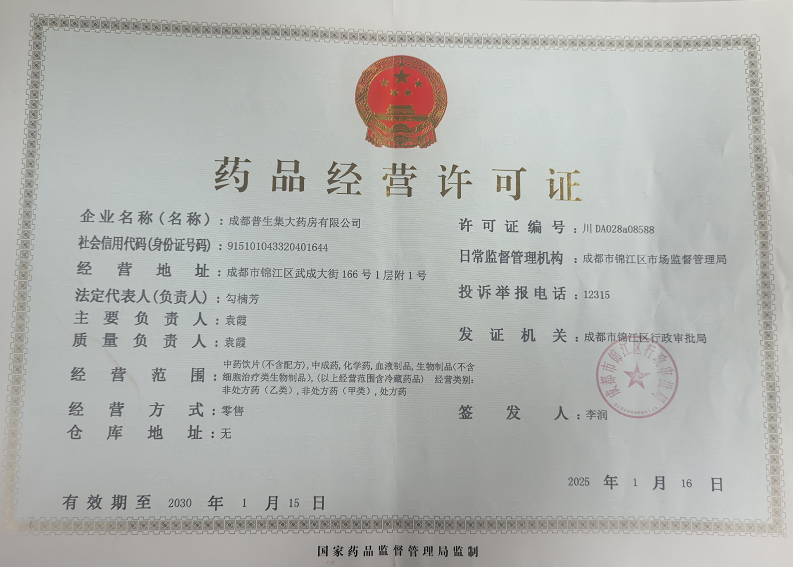 药品经营许可证
企业名称(名称)：成都普生集大药房有限公司
社会信用代码(身份证号码)：915101043320401644
经营地址：成都市锦江区武成大街166号1层附1号
法定代表人(负责人)：勾楠芳
主要负责人：袁霞
质量负责人：袁霞
经营范围：中药饮片(不含配方),中成药,化学药,血液制品,生物制品(不含
细胞治疗类生物制品),(以上经营范围含冷藏药品) 经营类别:
非处方药（乙类）,非处方药（甲类）,处方药
经营方式：零售
仓库地址：无
许可证编号：川DA028a08588
日常监督管理机构：成都市锦江区市场监督管理局
投诉举报电话：12315
发证机关：成都市锦江区行政审批局
成都市锦江区行政审批局
签发人：李润
2025年1月16日
有效期至2030年1月15日
国家药品监督管理局监制